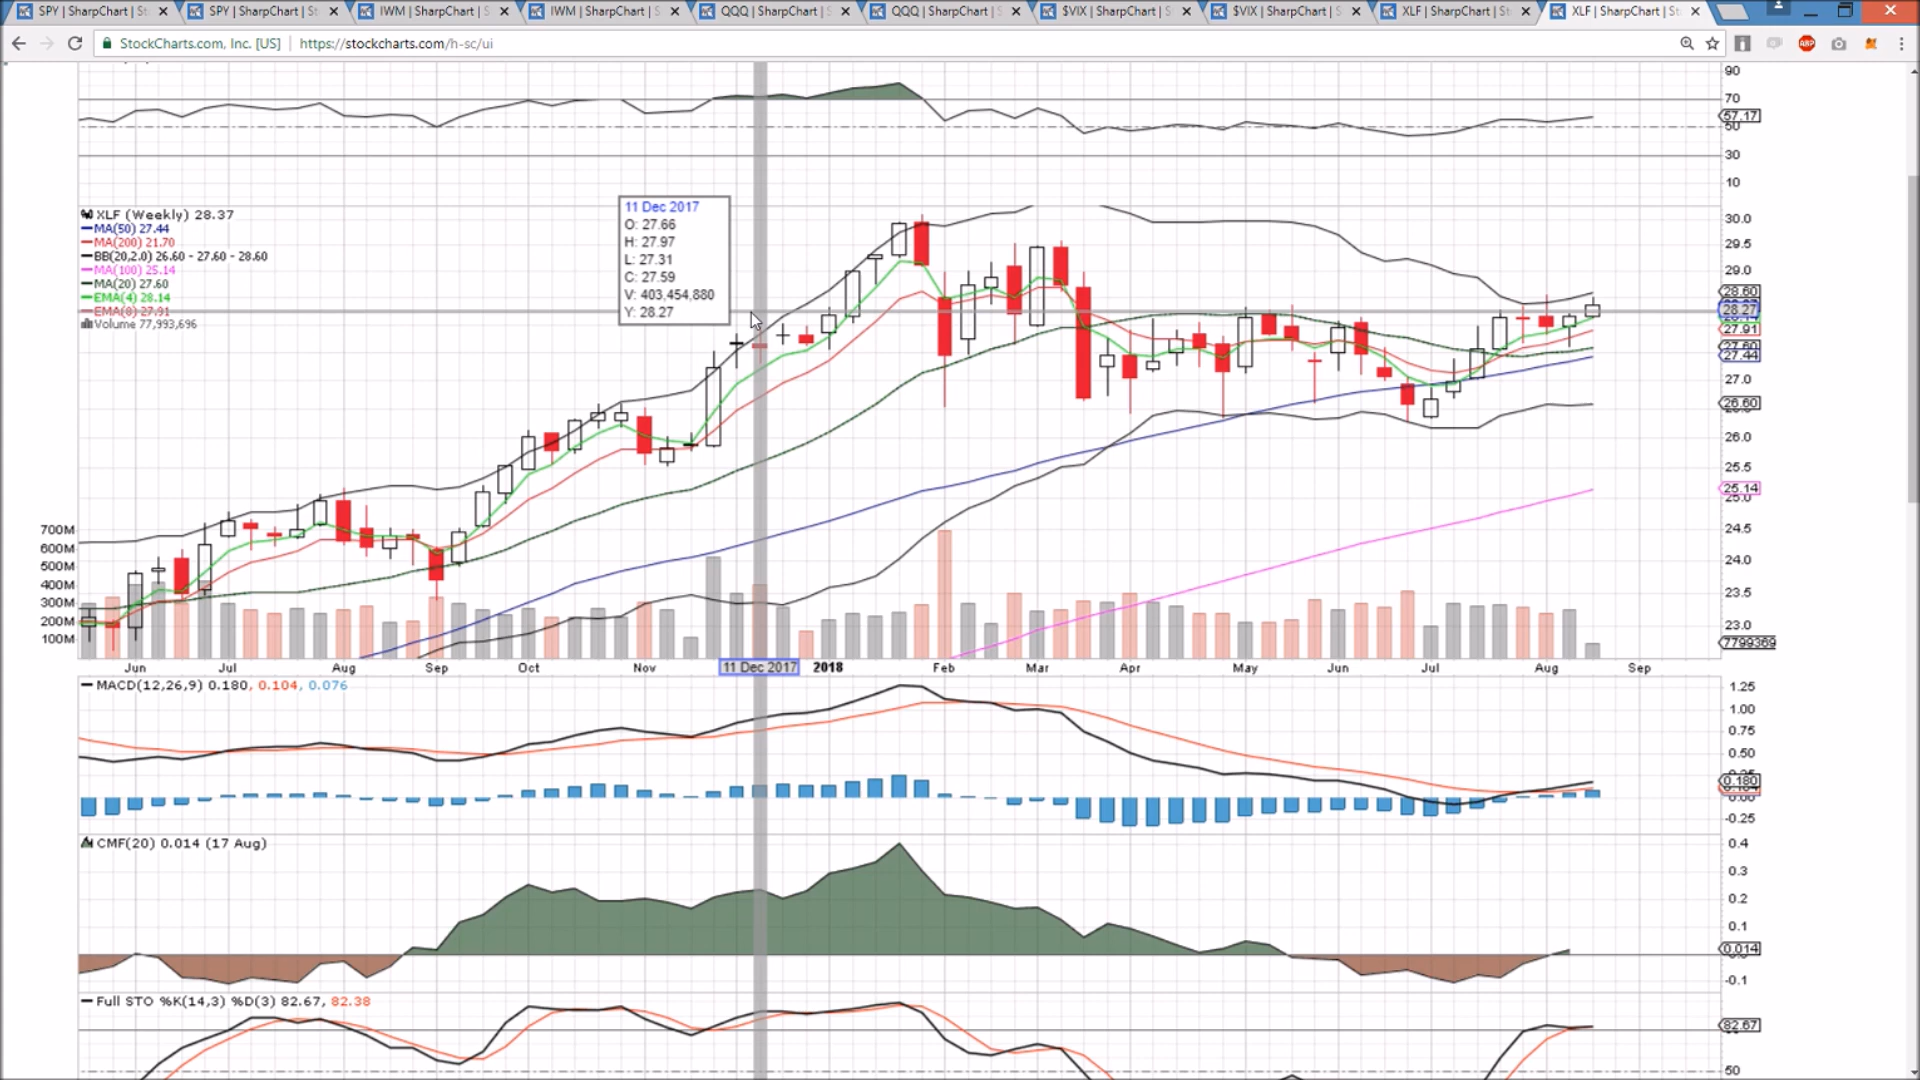 SPY | SharpChart | St
SPY | SharpChart | St
IWM | SharpChart | S
IWM | SharpChart | S
QQQ | SharpChart | S
QQQ | SharpChart | S
$VIX | SharpChart | S
$VIX | SharpChart | S
XLF | SharpChart | St
XLF | SharpChart | St
StockCharts.com, Inc. [US] https://stockcharts.com/h-sc/ui
ABP
90
70
57.17
50
30
10
XLF (Weekly) 28.37
MA(50) 27.44
MA(200) 21.70
BB(20,2.0) 26.60 - 27.60 - 28.60
MA(100) 25.14
MA(20) 27.60
EMA(4) 28.14
EMA(8) 27.91
Volume 77,993,696
11 Dec 2017
O: 27.66
H: 27.97
L: 27.31
C: 27.59
V: 403,454,880
Y: 28.27
30.0
29.5
29.0
28.60
28.27
27.91
27.60
27.44
27.0
26.60
26.0
25.5
25.14
25.0
24.5
24.0
23.5
23.0
7799369
700M
600M
500M
400M
300M
200M
100M
Jun Jul Aug Sep Oct Nov 11 Dec 2017 2018 Feb Mar Apr May Jun Jul Aug Sep
MACD(12,26,9) 0.180, 0.104, 0.076
1.25
1.00
0.75
0.50
0.180
0.00
-0.25
CMF(20) 0.014 (17 Aug)
0.4
0.3
0.2
0.1
0.014
-0.1
Full STO %K(14,3) %D(3) 82.67, 82.38
82.67
50